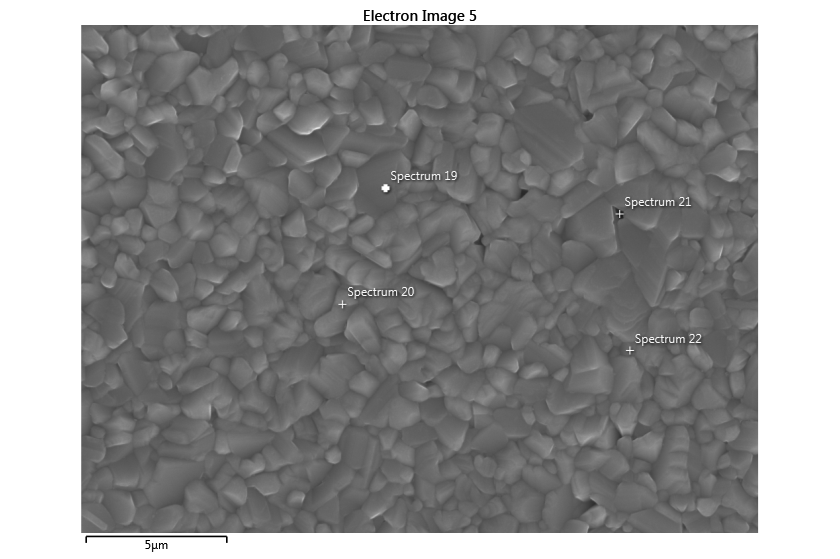 Electron Image 5
Spectrum 19
Spectrum 21
Spectrum 20
Spectrum 22
5µm